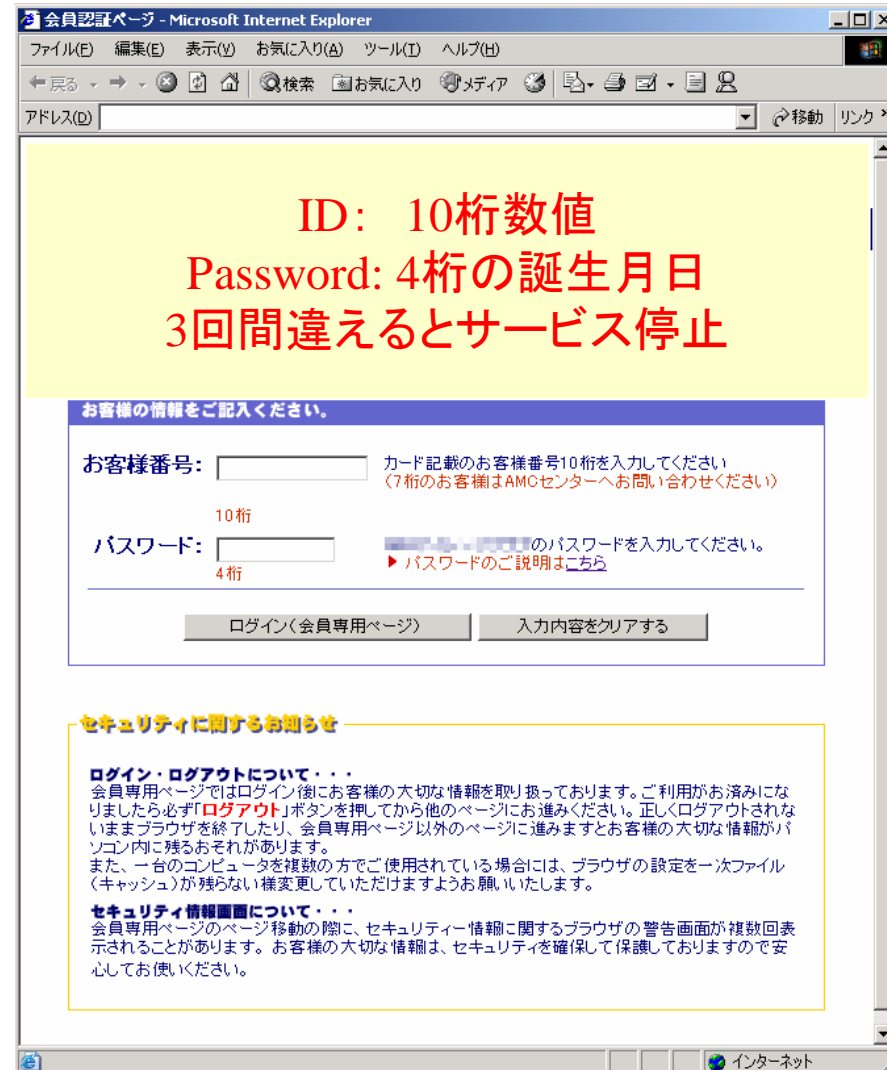 会員認証ページ - Microsoft Internet Explorer
ファイル(F) 編集(E) 表示(V) お気に入り(A) ツール(T) ヘルプ(H)
戻る 検索 お気に入り メディア
アドレス(D) 移動 リンク
ID： 10桁数値
Password: 4桁の誕生月日
3回間違えるとサービス停止
お客様の情報をご記入ください。
お客様番号: カード記載のお客様番号10桁を入力してください
(7桁のお客様はAMCセンターへお問い合わせください)
10桁
パスワード: のパスワードを入力してください。
パスワードのご説明はこちら
4桁
ログイン(会員専用ページ) 入力内容をクリアする
セキュリティに関するお知らせ
ログイン・ログアウトについて・・・
会員専用ページではログイン後にお客様の大切な情報を取り扱っております。ご利用がお済みにな
りましたら必ず「ログアウト」ボタンを押してから他のページにお進みください。正しくログアウトされな
いままブラウザを終了したり、会員専用ページ以外のページに進みますとお客様の大切な情報がパ
ソコン内に残るおそれがあります。
また、一台のコンピュータを複数の方でご使用されている場合には、ブラウザの設定を一次ファイル
(キャッシュ)が残らない様変更していただけますようお願いいたします。
セキュリティ情報画面について・・・
会員専用ページのページ移動の際に、セキュリティー情報に関するブラウザの警告画面が複数回表
示されることがあります。お客様の大切な情報は、セキュリティを確保して保護しておりますので安
心してお使いください。
インターネット